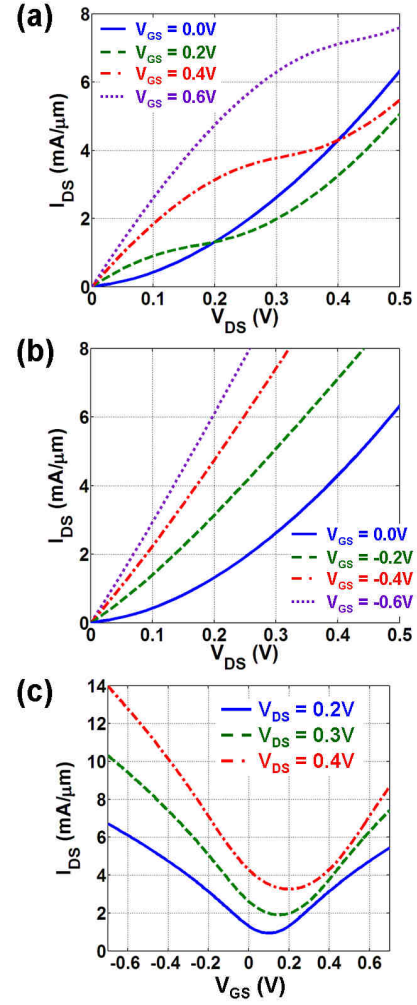 (a)
V_GS = 0.0V
V_GS = 0.2V
V_GS = 0.4V
V_GS = 0.6V
8
6
4
2
0
I_DS (mA/μm)
0 0.1 0.2 0.3 0.4 0.5
V_DS (V)
(b)
8
6
4
2
0
I_DS (mA/μm)
V_GS = 0.0V
V_GS = -0.2V
V_GS = -0.4V
V_GS = -0.6V
0 0.1 0.2 0.3 0.4 0.5
V_DS (V)
(c)
14
12
10
8
6
4
2
0
I_DS (mA/μm)
V_DS = 0.2V
V_DS = 0.3V
V_DS = 0.4V
-0.6 -0.4 -0.2 0 0.2 0.4 0.6
V_GS (V)